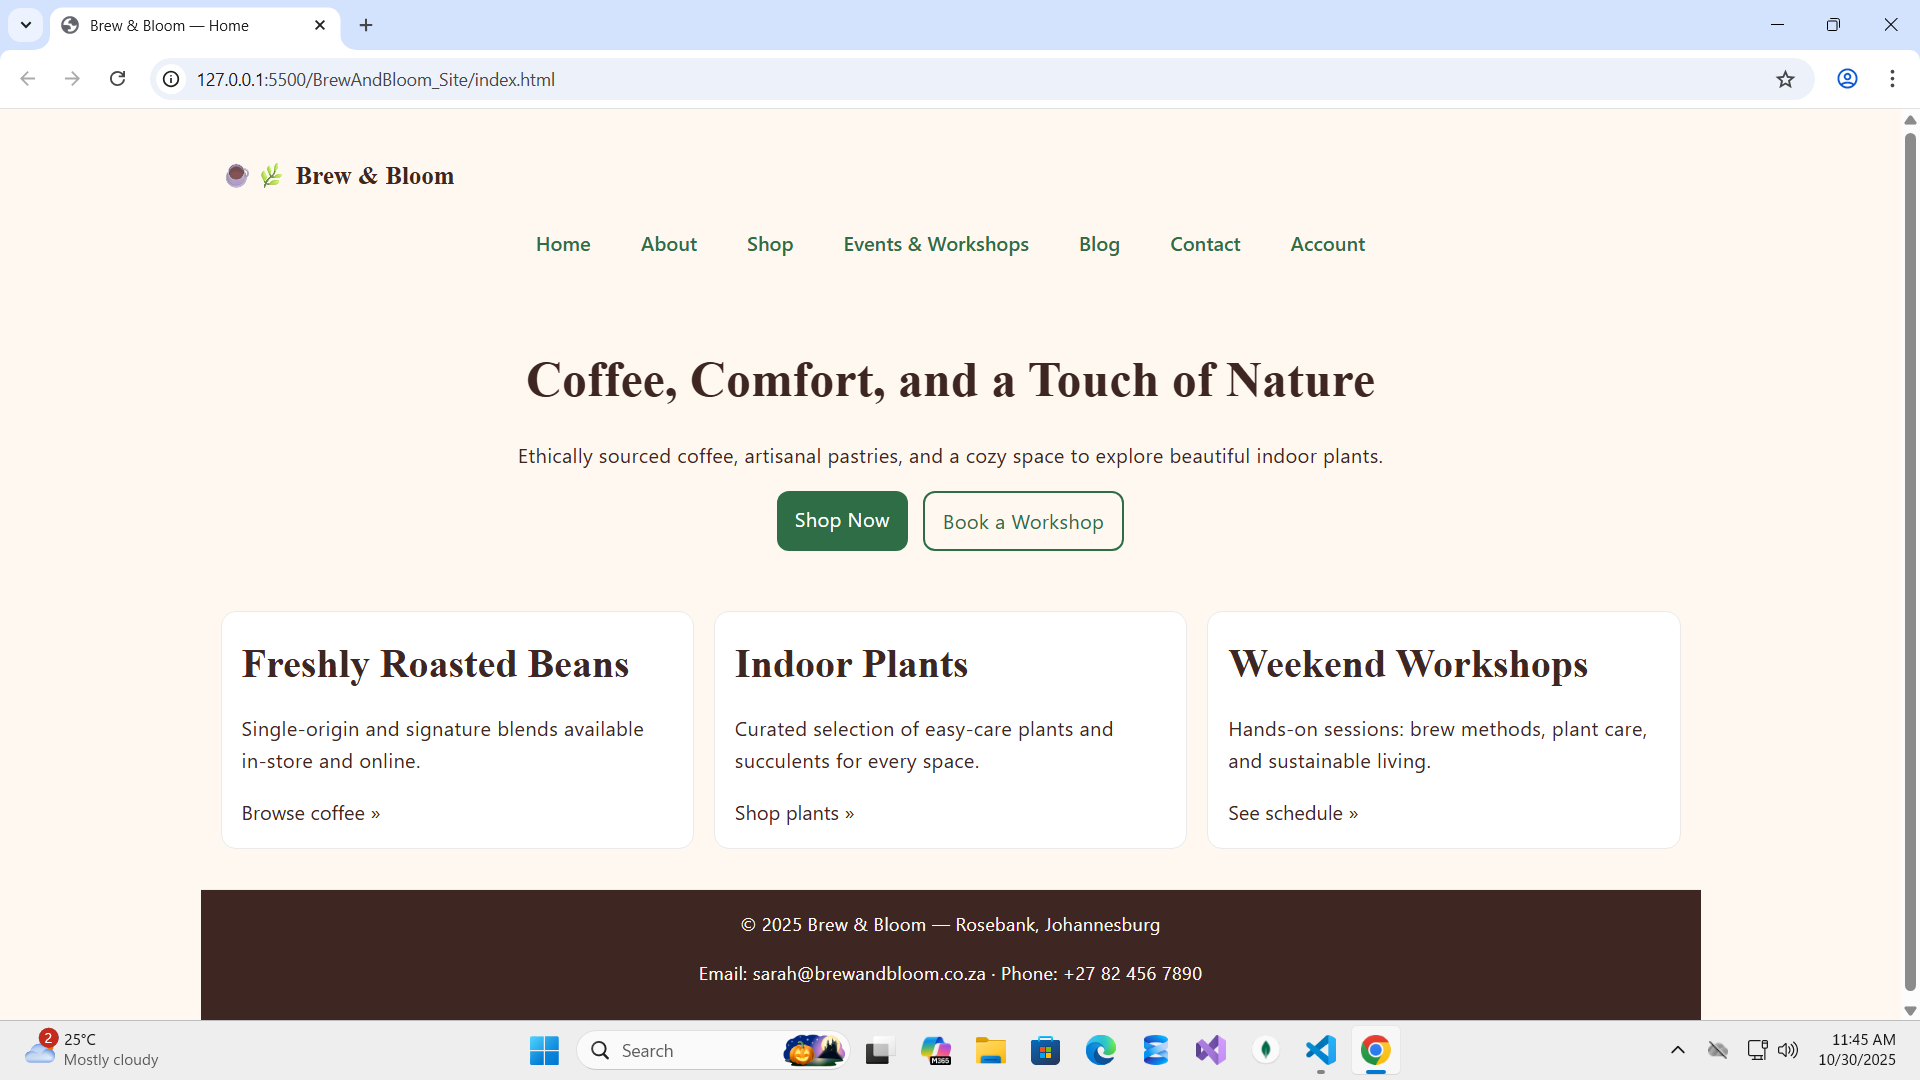 Brew & Bloom — Home
127.0.0.1:5500/BrewAndBloom_Site/index.html
Brew & Bloom
Home About Shop Events & Workshops Blog Contact Account
Coffee, Comfort, and a Touch of Nature
Ethically sourced coffee, artisanal pastries, and a cozy space to explore beautiful indoor plants.
Shop Now Book a Workshop
Freshly Roasted Beans
Single-origin and signature blends available
in-store and online.
Browse coffee »
Indoor Plants
Curated selection of easy-care plants and
succulents for every space.
Shop plants »
Weekend Workshops
Hands-on sessions: brew methods, plant care,
and sustainable living.
See schedule »
© 2025 Brew & Bloom — Rosebank, Johannesburg
Email: sarah@brewandbloom.co.za · Phone: +27 82 456 7890
2
25°C
Mostly cloudy
Search
M365
11:45 AM
10/30/2025